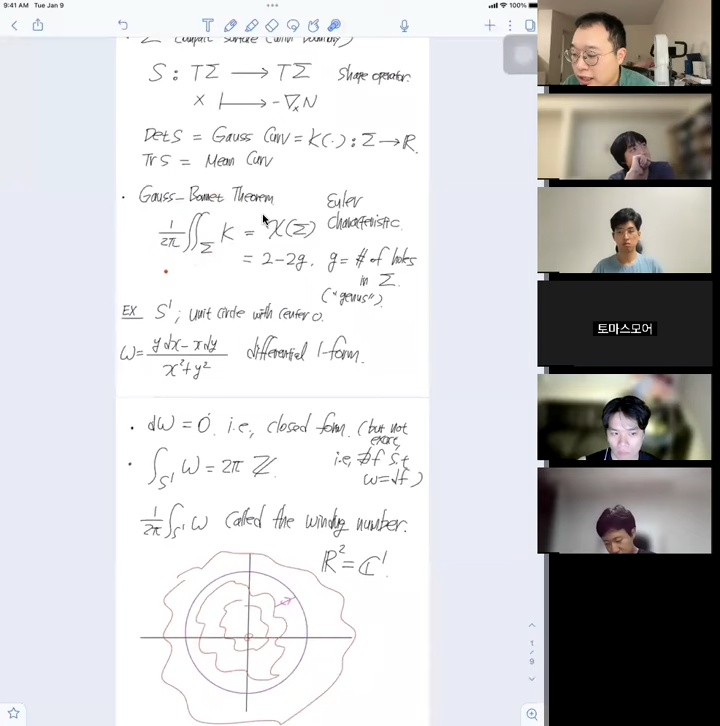 9:41 AM Tue Jan 9
100%
Σ compact surface (with boundary)
S : TΣ ⟶ TΣ shape operator.
X ⟼ -∇ₓN
Det S = Gauss Curv = K(·) : Σ → ℝ.
Tr S = Mean Curv
· Gauss-Bonnet Theorem
1/2π ∬_Σ K = χ(Σ) Euler characteristic.
= 2-2g. g = # of holes in Σ.
("genus").
EX S¹ ; unit circle with center 0.
ω = (y dx - x dy)/(x²+y²) differential 1-form.
· dω = 0. i.e., closed form. (but not exact,
i.e, ∄f s.t
ω=df)
· ∫_S¹ ω = 2π ℤ.
1/2π ∫_S¹ ω called the winding number.
ℝ² = ℂ¹.
토마스모어
1
/
9